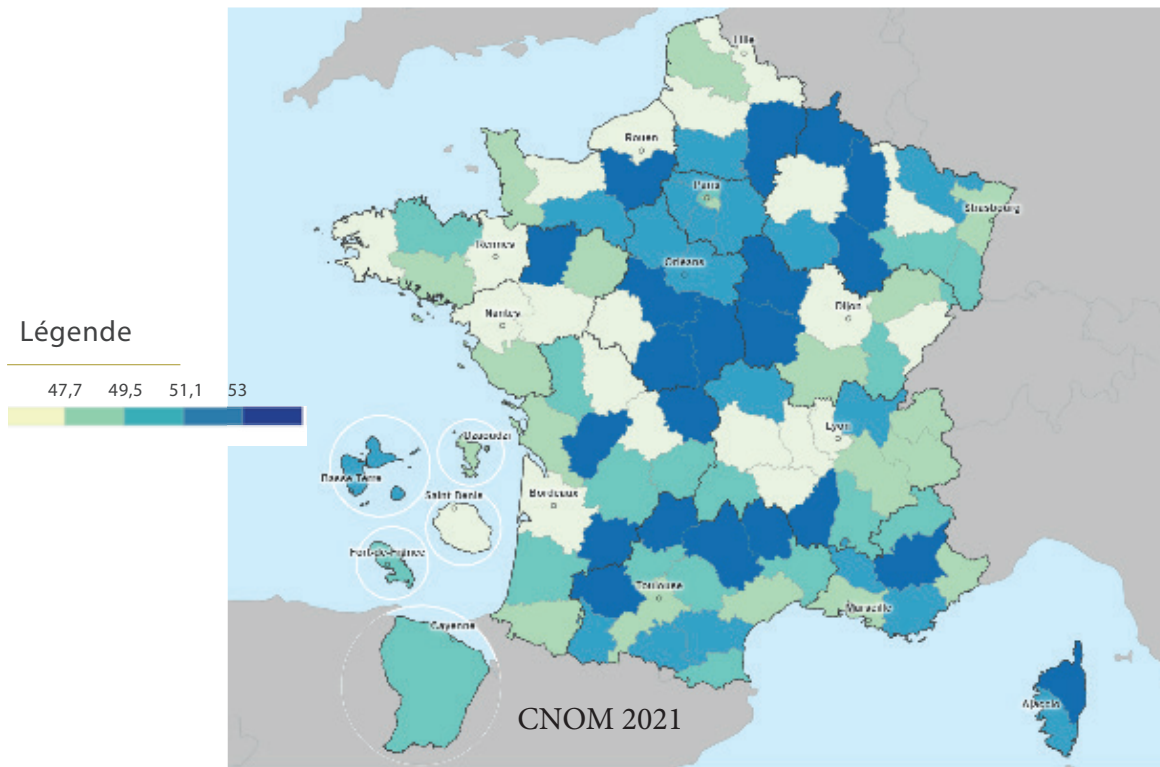 Légende
47,7 49,5 51,1 53
Lille
Rouen
Paris
Strasbourg
Rennes
Orléans
Nantes
Dijon
Lyon
Dzaoudzi
Basse Terre
Saint Denis
Bordeaux
Fort-de-France
Toulouse
Marseille
Cayenne
Ajaccio
CNOM 2021